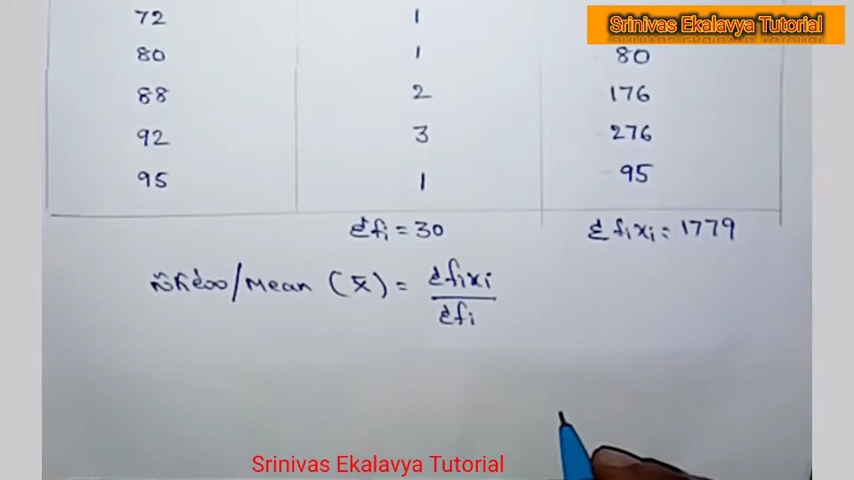 Srinivas Ekalavya Tutorial
72 1
80 1 80
88 2 176
92 3 276
95 1 95
Σfi = 30 Σfixi = 1779
/Mean (x̄) = Σfixi
Σfi
Srinivas Ekalavya Tutorial